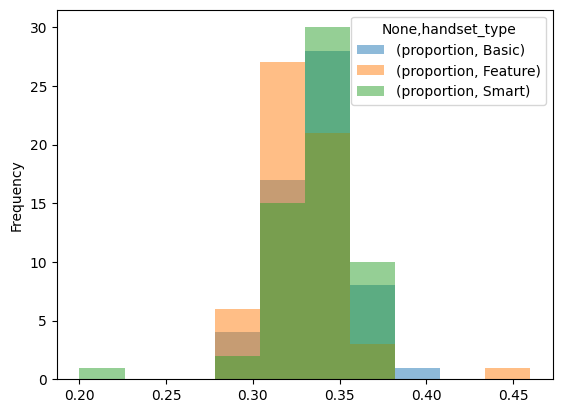 None,handset_type
(proportion, Basic)
(proportion, Feature)
(proportion, Smart)
Frequency
30
25
20
15
10
5
0
0.20 0.25 0.30 0.35 0.40 0.45